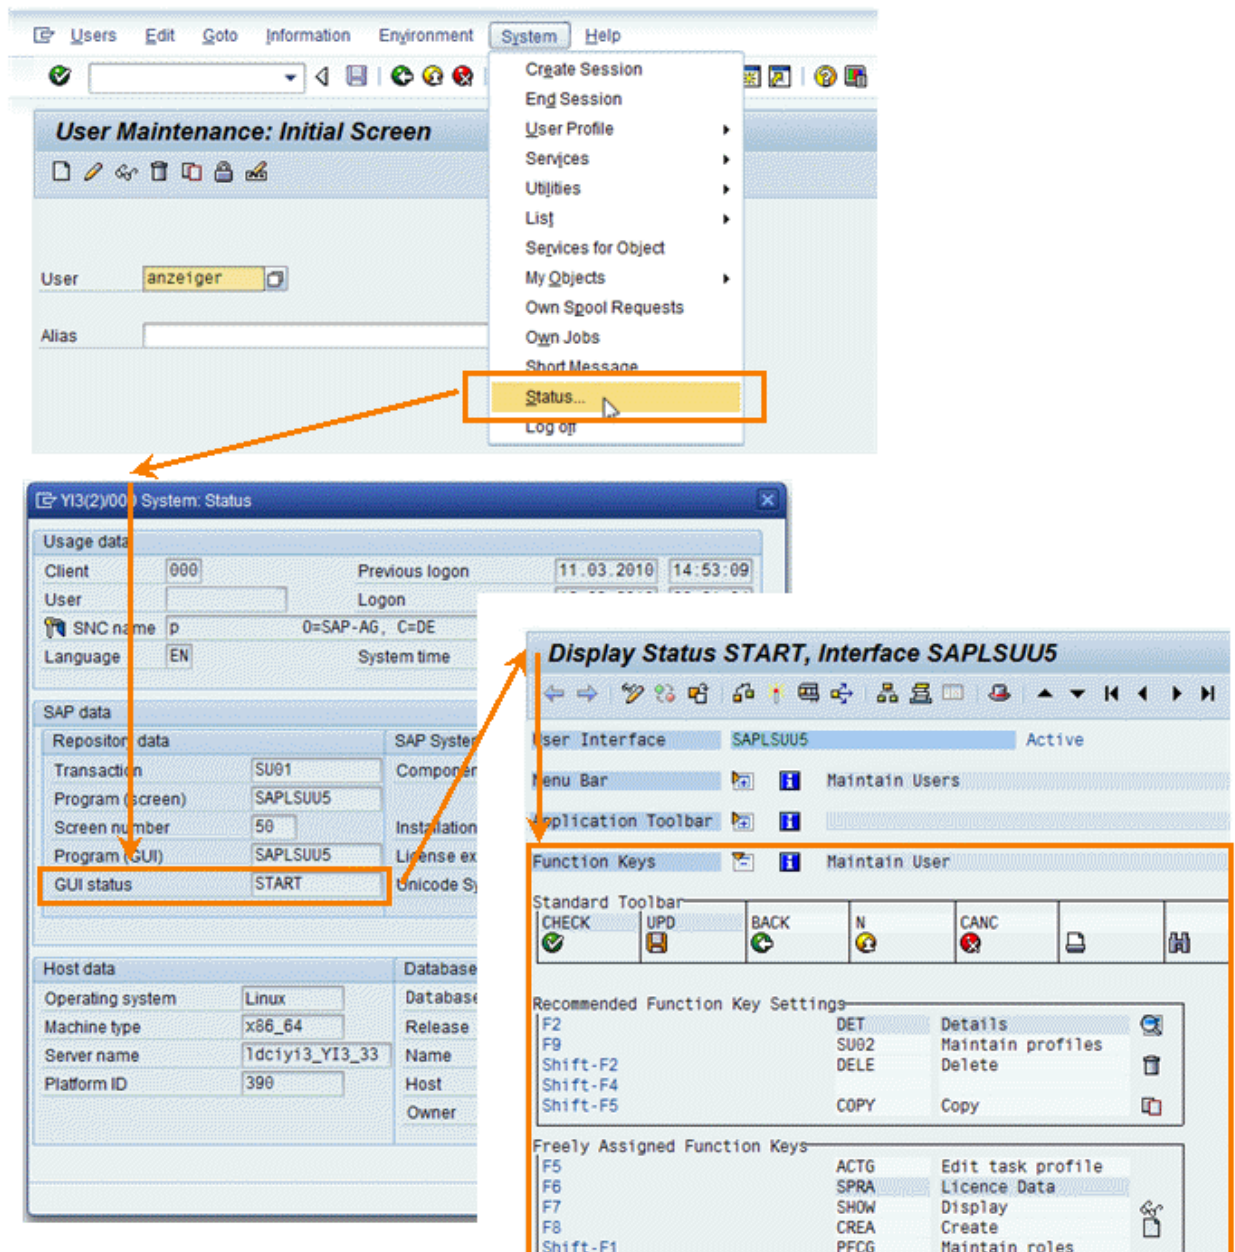 Users Edit Goto Information Environment System Help
Create Session
End Session
User Profile
Services
Utilities
List
Services for Object
My Objects
Own Spool Requests
Own Jobs
Short Message
Status...
Log off
User Maintenance: Initial Screen
User anzeiger
Alias
YI3(2)/000 System: Status
Usage data
Client 000 Previous logon 11.03.2010 14:53:09
User Logon
SNC name p O=SAP-AG, C=DE
Language EN System time
SAP data
Repository data SAP System
Transaction SU01 Componen
Program (screen) SAPLSUU5
Screen number 50 Installation
Program (GUI) SAPLSUU5 License ex
GUI status START Unicode Sy
Host data Database
Operating system Linux Database
Machine type x86_64 Release
Server name ldciyi3_YI3_33 Name
Platform ID 390 Host
Owner
Display Status START, Interface SAPLSUU5
User Interface SAPLSUU5 Active
Menu Bar Maintain Users
Application Toolbar
Function Keys Maintain User
Standard Toolbar
CHECK UPD BACK N CANC
Recommended Function Key Settings
F2 DET Details
F9 SU02 Maintain profiles
Shift-F2 DELE Delete
Shift-F4
Shift-F5 COPY Copy
Freely Assigned Function Keys
F5 ACTG Edit task profile
F6 SPRA Licence Data
F7 SHOW Display
F8 CREA Create
Shift-F1 PFCG Maintain roles